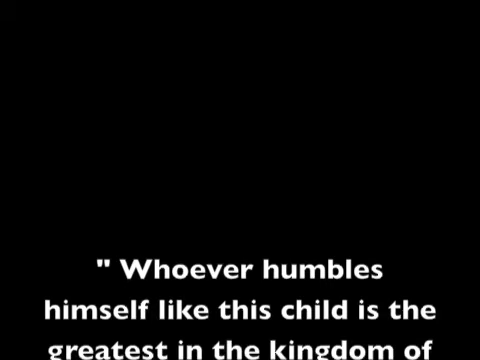 " Whoever humbles
himself like this child is the
greatest in the kingdom of